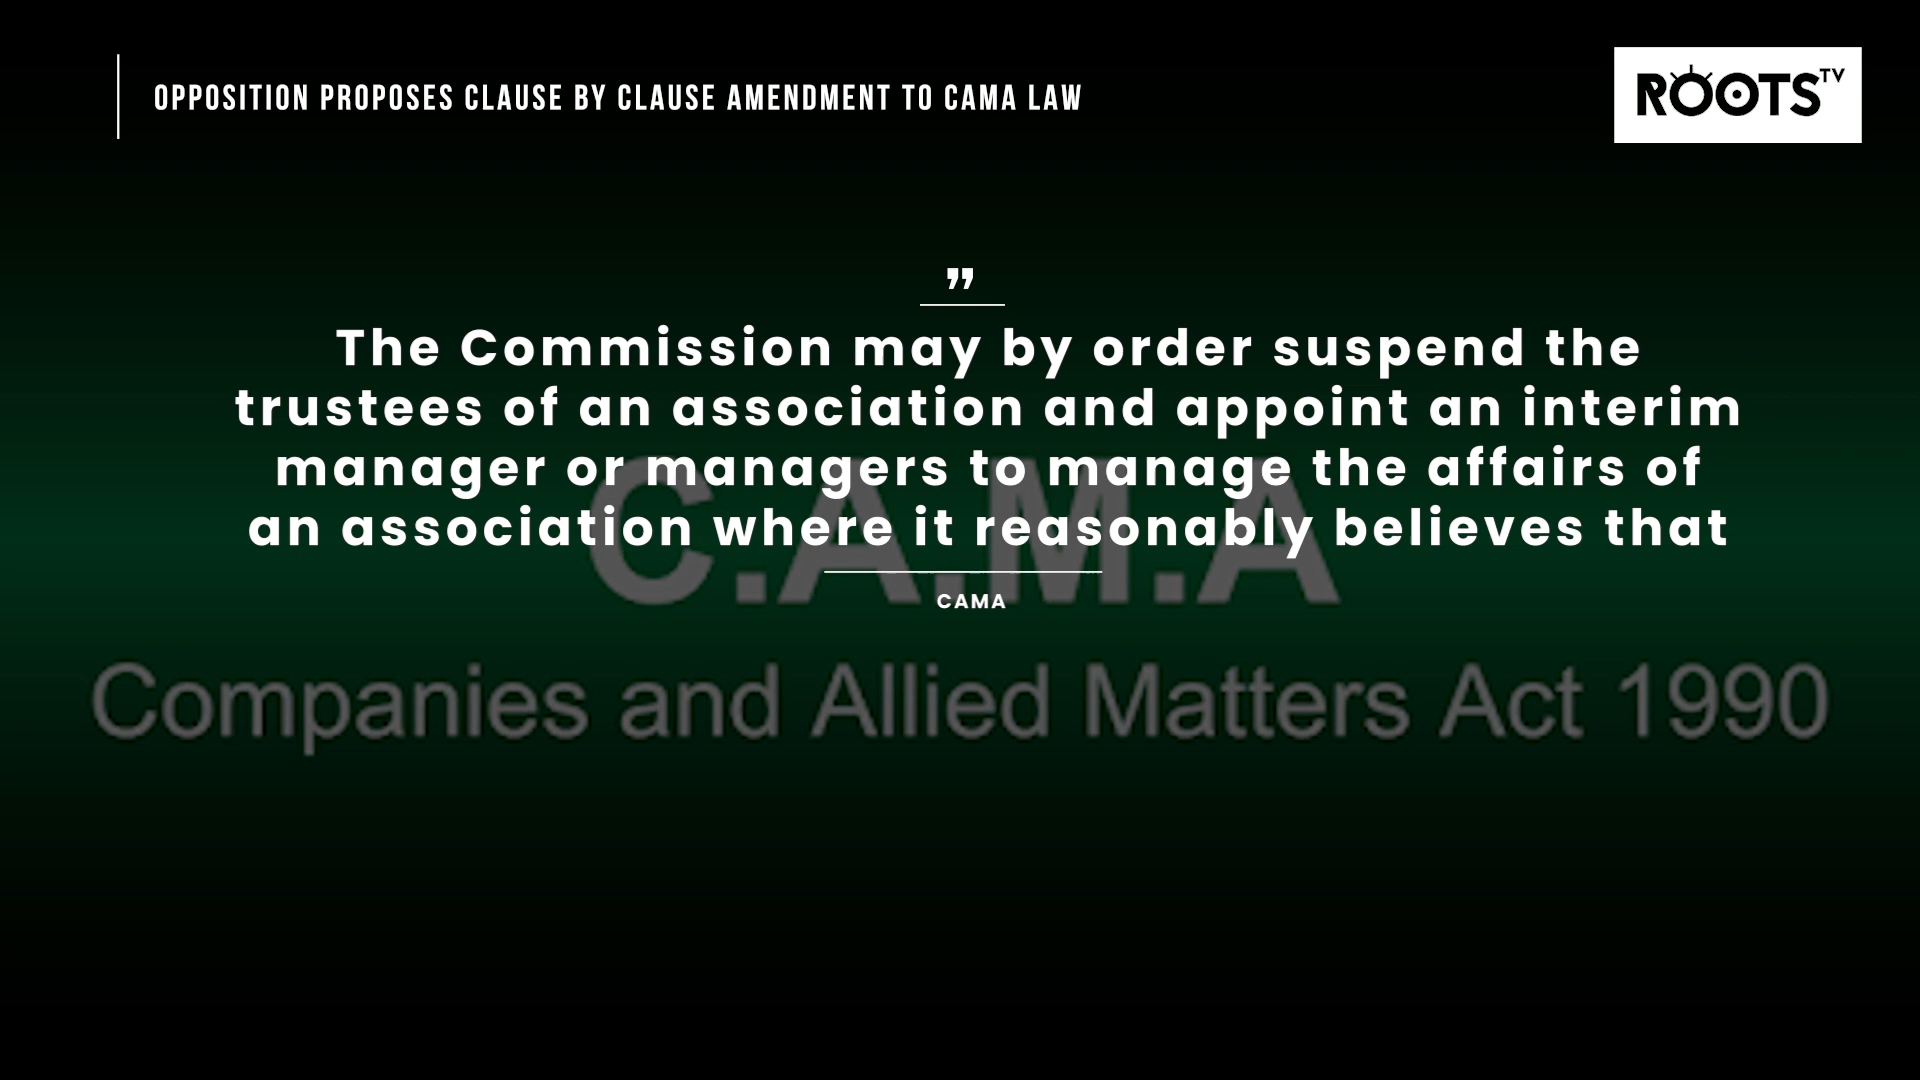 OPPOSITION PROPOSES CLAUSE BY CLAUSE AMENDMENT TO CAMA LAW
ROOTS TV
”
The Commission may by order suspend the
trustees of an association and appoint an interim
manager or managers to manage the affairs of
an association where it reasonably believes that
C.A.M.A
CAMA
Companies and Allied Matters Act 1990